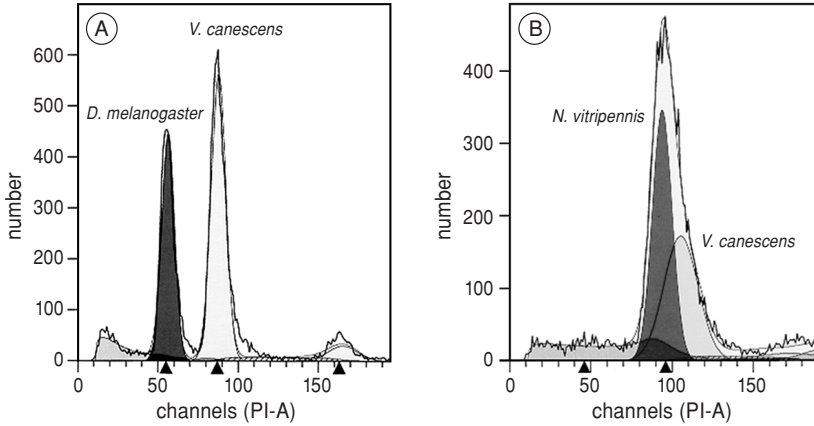 A
V. canescens
D. melanogaster
600
500
400
300
200
100
0
number
0 50 100 150
channels (PI-A)
B
N. vitripennis
V. canescens
400
300
200
100
0
number
0 50 100 150
channels (PI-A)